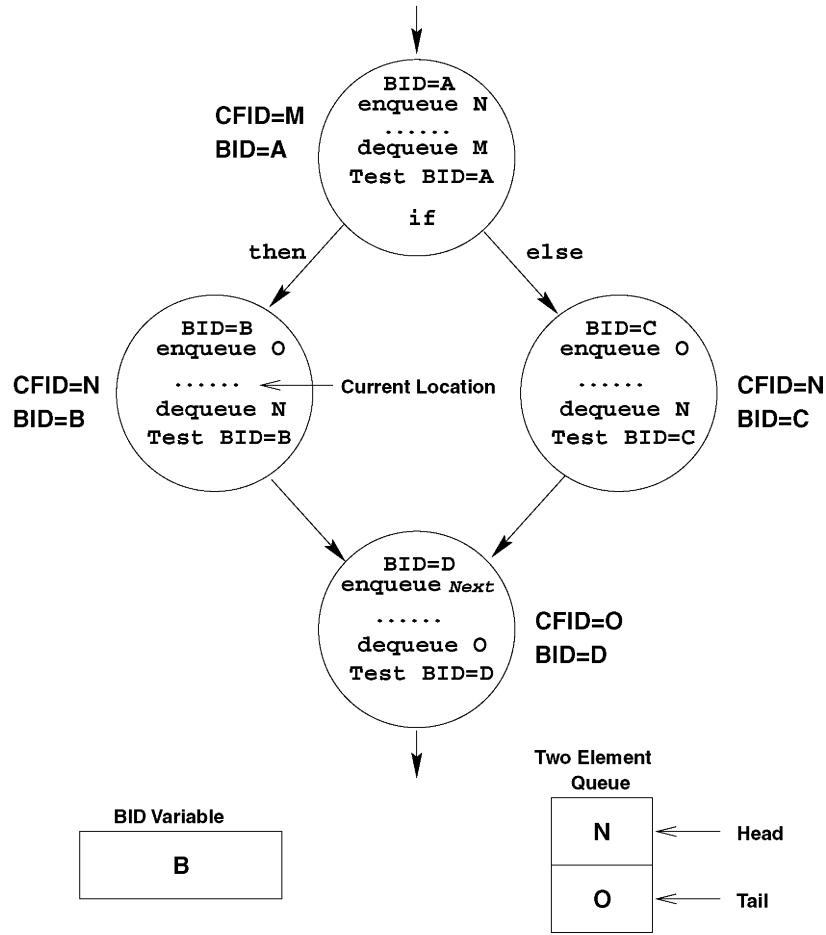 BID=A
enqueue N
......
dequeue M
Test BID=A
if
CFID=M
BID=A
then
else
BID=B
enqueue O
......
dequeue N
Test BID=B
CFID=N
BID=B
Current Location
BID=C
enqueue O
......
dequeue N
Test BID=C
CFID=N
BID=C
BID=D
enqueue Next
......
dequeue O
Test BID=D
CFID=O
BID=D
BID Variable
B
Two Element
Queue
N
Head
O
Tail